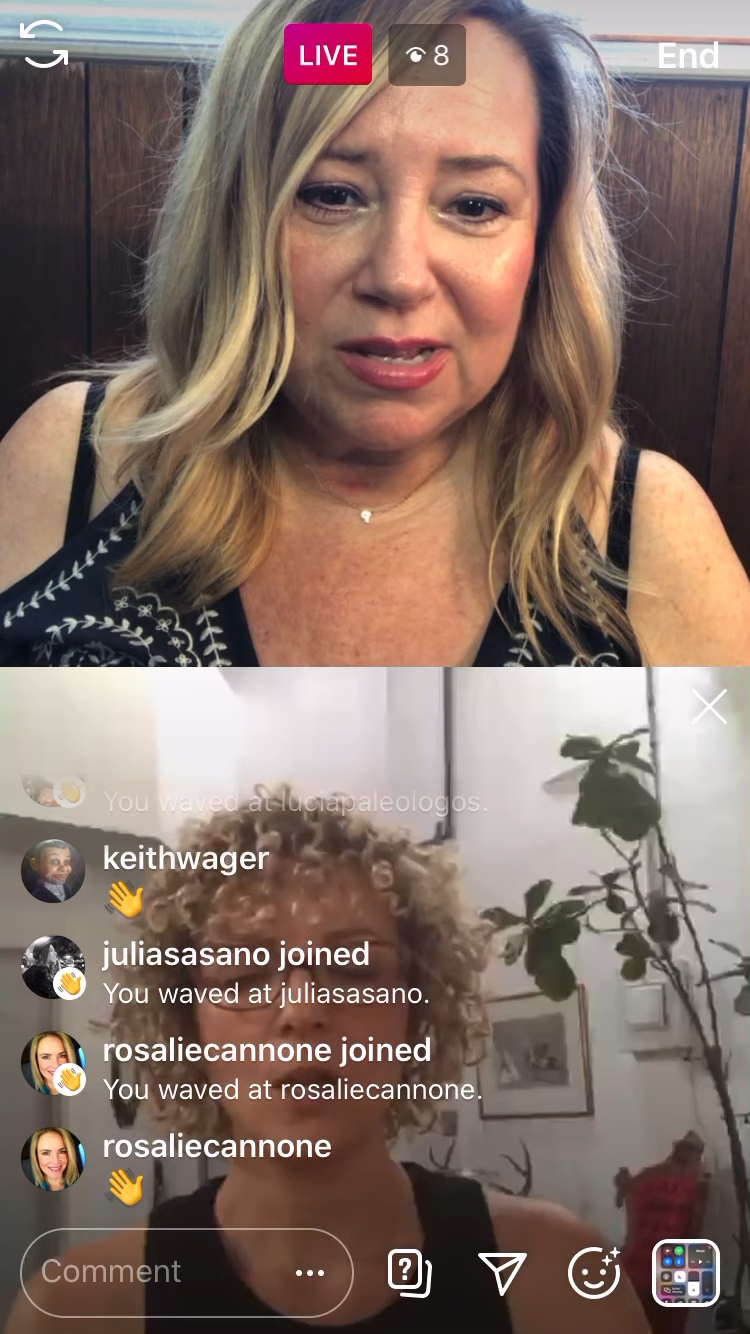 LIVE
8
End
You waved at luciapaleologos.
keithwager
👋
juliasasano joined
You waved at juliasasano.
rosaliecannone joined
You waved at rosaliecannone.
rosaliecannone
👋
Comment